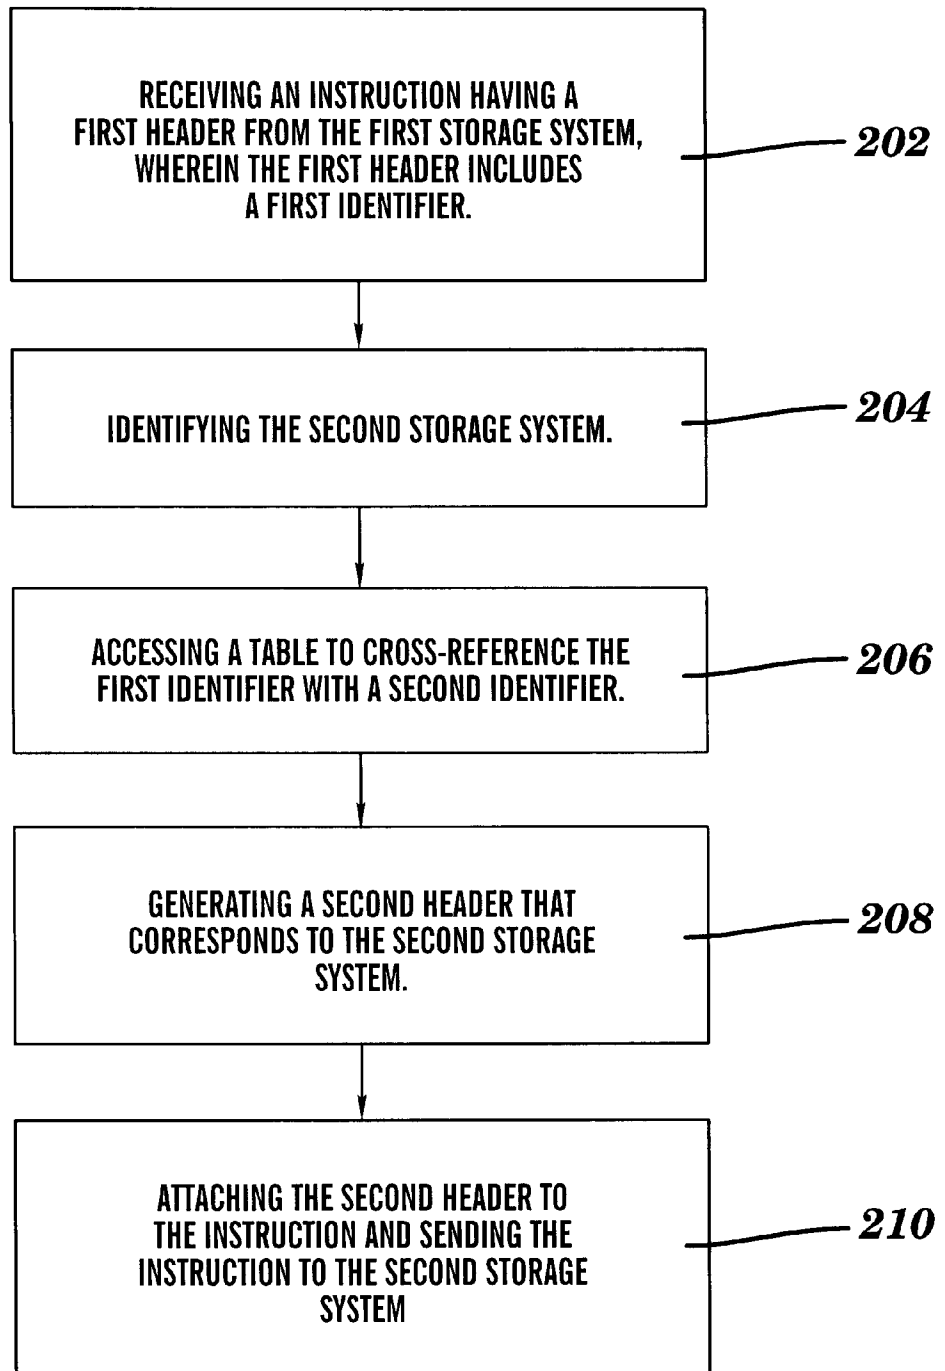 RECEIVING AN INSTRUCTION HAVING A
FIRST HEADER FROM THE FIRST STORAGE SYSTEM,
WHEREIN THE FIRST HEADER INCLUDES
A FIRST IDENTIFIER.
202
IDENTIFYING THE SECOND STORAGE SYSTEM.
204
ACCESSING A TABLE TO CROSS-REFERENCE THE
FIRST IDENTIFIER WITH A SECOND IDENTIFIER.
206
GENERATING A SECOND HEADER THAT
CORRESPONDS TO THE SECOND STORAGE
SYSTEM.
208
ATTACHING THE SECOND HEADER TO
THE INSTRUCTION AND SENDING THE
INSTRUCTION TO THE SECOND STORAGE
SYSTEM
210